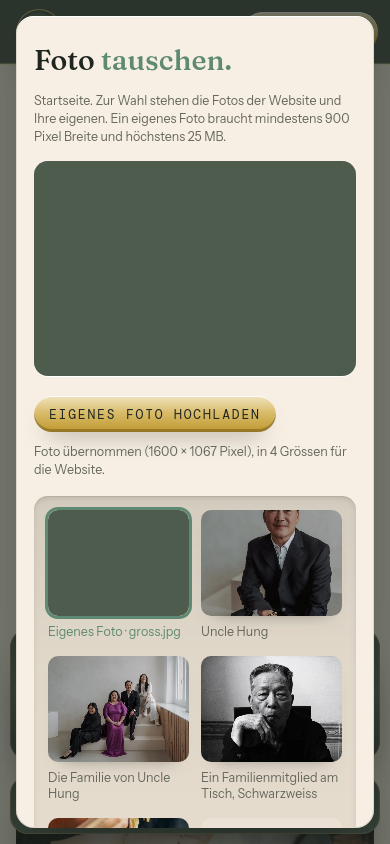 Foto tauschen.
Startseite. Zur Wahl stehen die Fotos der Website und
Ihre eigenen. Ein eigenes Foto braucht mindestens 900
Pixel Breite und höchstens 25 MB.
EIGENES FOTO HOCHLADEN
Foto übernommen (1600 × 1067 Pixel), in 4 Grössen für
die Website.
Eigenes Foto · gross.jpg
Uncle Hung
Die Familie von Uncle
Hung
Ein Familienmitglied am
Tisch, Schwarzweiss